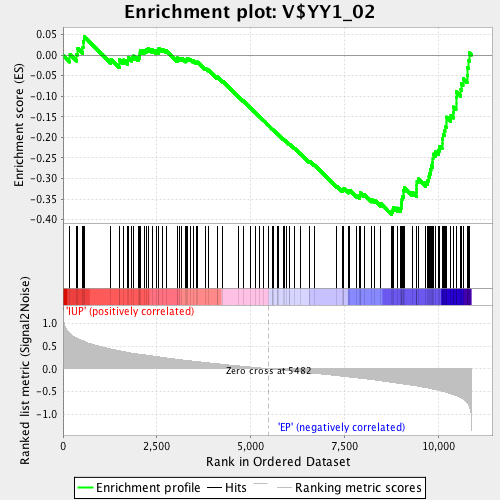 Enrichment plot: V$YY1_02
Enrichment score (ES)
0.05
0.00
-0.05
-0.10
-0.15
-0.20
-0.25
-0.30
-0.35
-0.40
'IUP' (positively correlated)
Ranked list metric (Signal2Noise)
1.0
0.5
0.0
-0.5
-1.0
Zero cross at 5482
'EP' (negatively correlated)
0
2,500
5,000
7,500
10,000
Rank in Ordered Dataset
Enrichment profile
Hits
Ranking metric scores